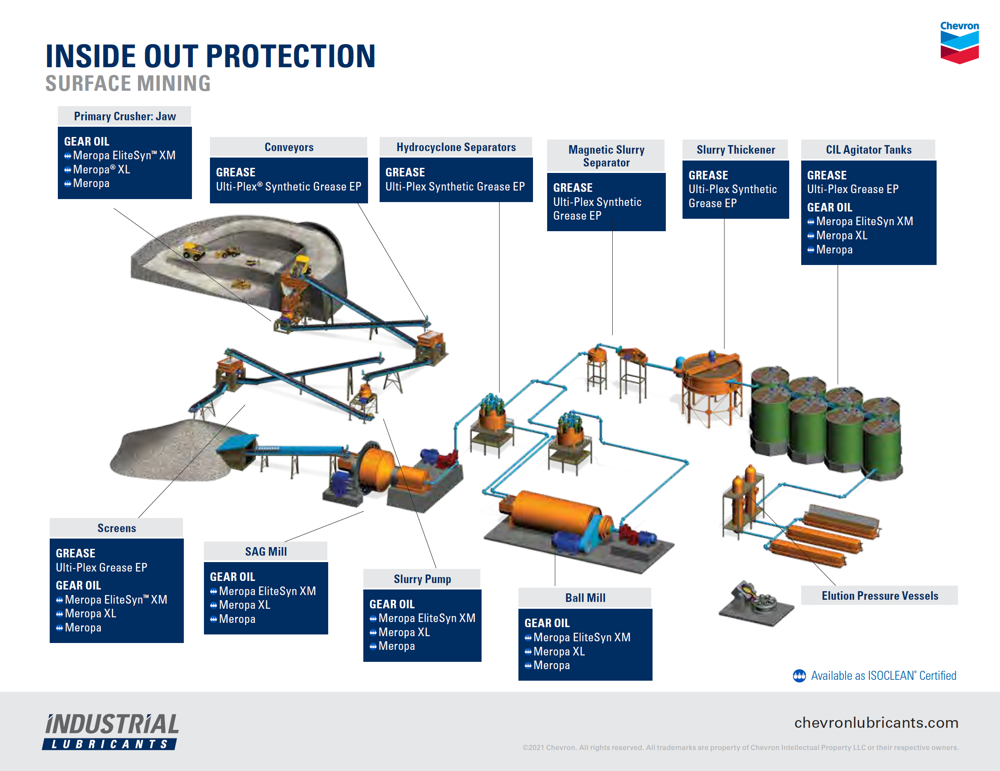 Chevron
INSIDE OUT PROTECTION
SURFACE MINING
Primary Crusher: Jaw
GEAR OIL
Meropa EliteSyn™ XM
Meropa® XL
Meropa
Conveyors
GREASE
Ulti-Plex® Synthetic Grease EP
Hydrocyclone Separators
GREASE
Ulti-Plex Synthetic Grease EP
Magnetic Slurry
Separator
GREASE
Ulti-Plex Synthetic
Grease EP
Slurry Thickener
GREASE
Ulti-Plex Synthetic
Grease EP
CIL Agitator Tanks
GREASE
Ulti-Plex Grease EP
GEAR OIL
Meropa EliteSyn XM
Meropa XL
Meropa
Screens
GREASE
Ulti-Plex Grease EP
GEAR OIL
Meropa EliteSyn™ XM
Meropa XL
Meropa
SAG Mill
GEAR OIL
Meropa EliteSyn XM
Meropa XL
Meropa
Slurry Pump
GEAR OIL
Meropa EliteSyn XM
Meropa XL
Meropa
Ball Mill
GEAR OIL
Meropa EliteSyn XM
Meropa XL
Meropa
Elution Pressure Vessels
Available as ISOCLEAN® Certified
INDUSTRIAL
LUBRICANTS
chevronlubricants.com
©2021 Chevron. All rights reserved. All trademarks are property of Chevron Intellectual Property LLC or their respective owners.